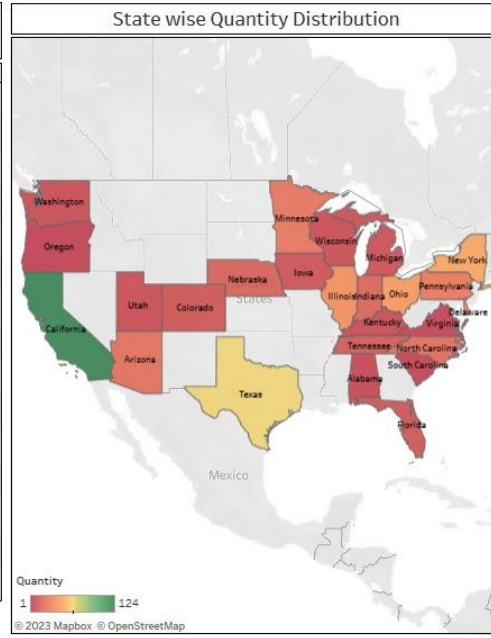 State wise Quantity Distribution
Washington
Oregon
California
Utah
Colorado
Arizona
Nebraska
States
Texas
Minnesota
Wisconsin
Iowa
Michigan
Illinois
Indiana
Ohio
New York
Pennsylvania
Delaware
Kentucky
Virginia
Tennessee
North Carolina
South Carolina
Alabama
Florida
Mexico
Quantity
1 124
© 2023 Mapbox © OpenStreetMap